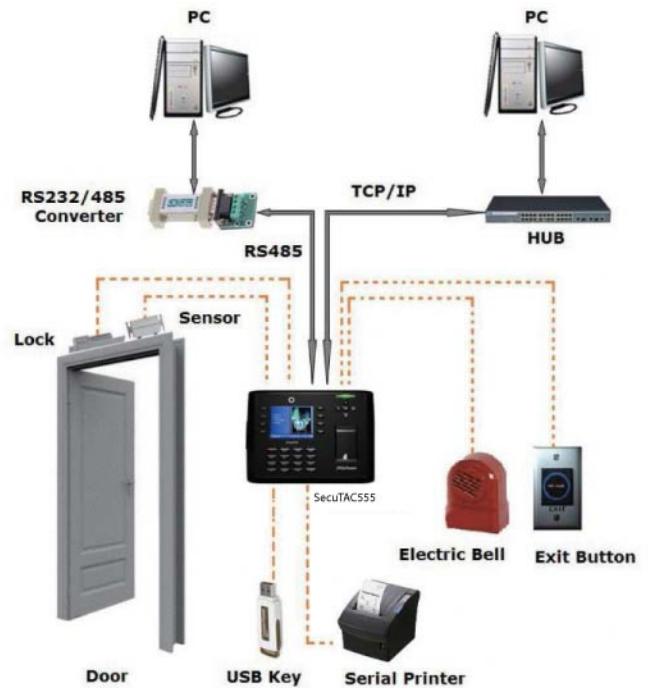 PC
PC
RS232/485
Converter
TCP/IP
RS485
HUB
Sensor
Lock
SecuTAC555
EXIT
Electric Bell
Exit Button
Door
USB Key
Serial Printer